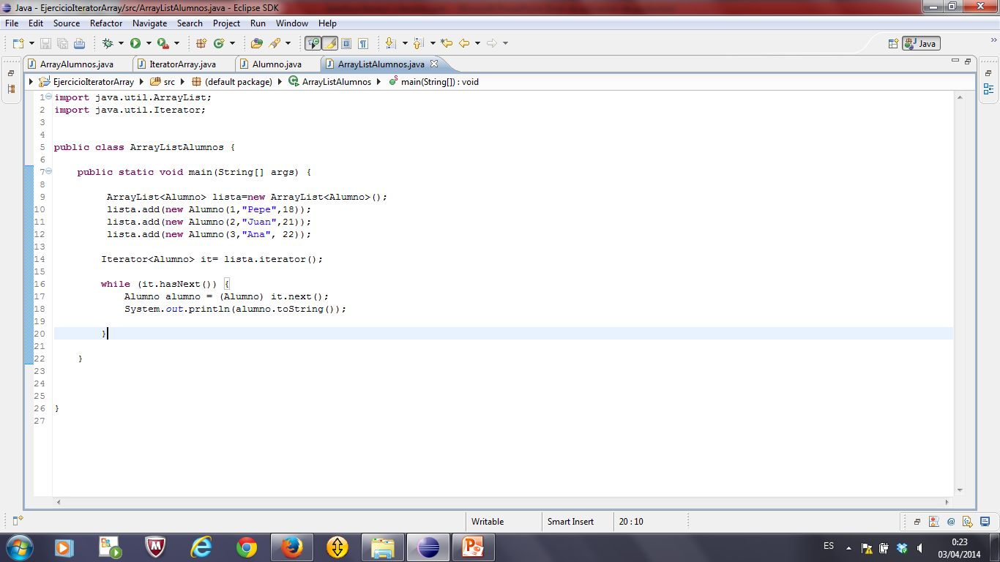 Java - EjercicioIteratorArray/src/ArrayListAlumnos.java - Eclipse SDK
File Edit Source Refactor Navigate Search Project Run Window Help
Java
ArrayAlumnos.java IteratorArray.java Alumno.java ArrayListAlumnos.java
EjercicioIteratorArray src (default package) ArrayListAlumnos main(String[]) : void
1 import java.util.ArrayList;
2 import java.util.Iterator;
3
4
5 public class ArrayListAlumnos {
6
7 public static void main(String[] args) {
8
9 ArrayList<Alumno> lista=new ArrayList<Alumno>();
10 lista.add(new Alumno(1,"Pepe",18));
11 lista.add(new Alumno(2,"Juan",21));
12 lista.add(new Alumno(3,"Ana", 22));
13
14 Iterator<Alumno> it= lista.iterator();
15
16 while (it.hasNext()) {
17 Alumno alumno = (Alumno) it.next();
18 System.out.println(alumno.toString());
19
20 }
21
22 }
23
24
25
26 }
27
Writable Smart Insert 20 : 10
ES 0:23
03/04/2014